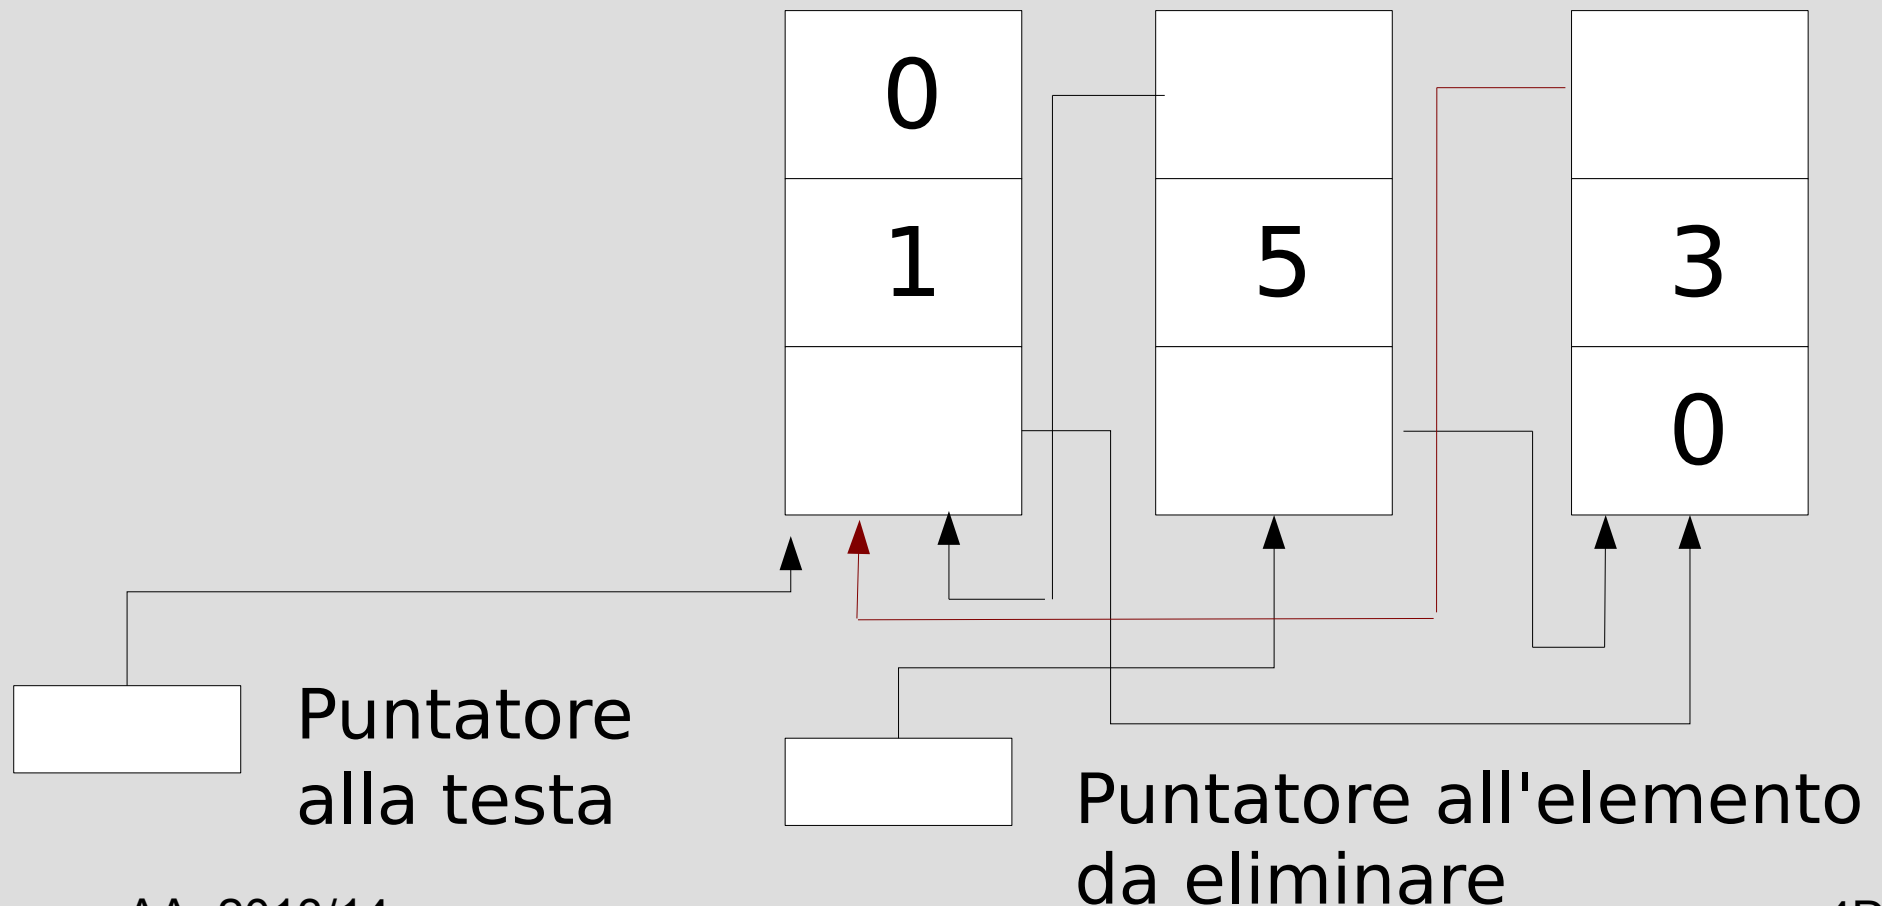 0
1
5
3
0
Puntatore
alla testa
Puntatore all'elemento
da eliminare